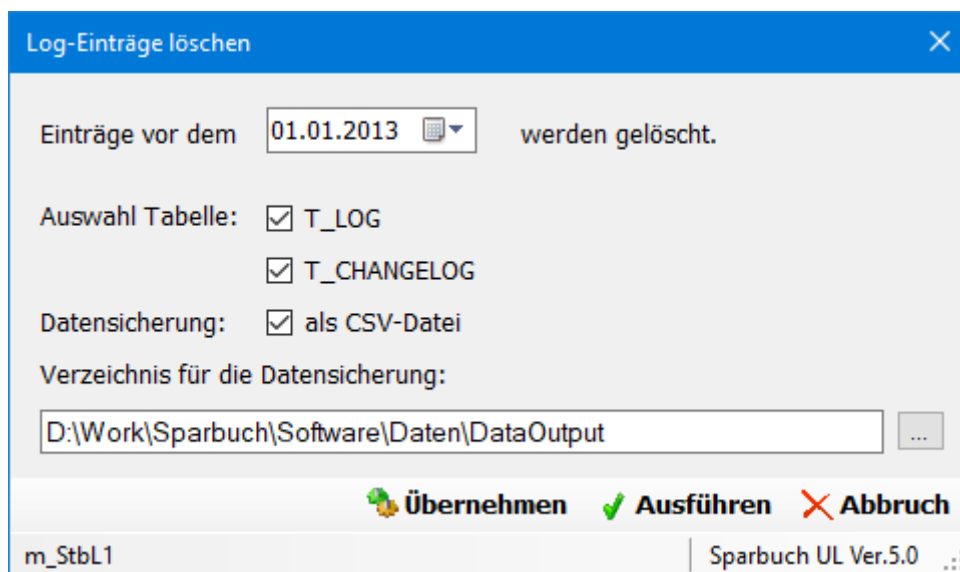 Log-Einträge löschen
Einträge vor dem 01.01.2013 werden gelöscht.
Auswahl Tabelle: T_LOG
T_CHANGELOG
Datensicherung: als CSV-Datei
Verzeichnis für die Datensicherung:
D:\Work\Sparbuch\Software\Daten\DataOutput ...
Übernehmen Ausführen Abbruch
m_StbL1 Sparbuch UL Ver.5.0